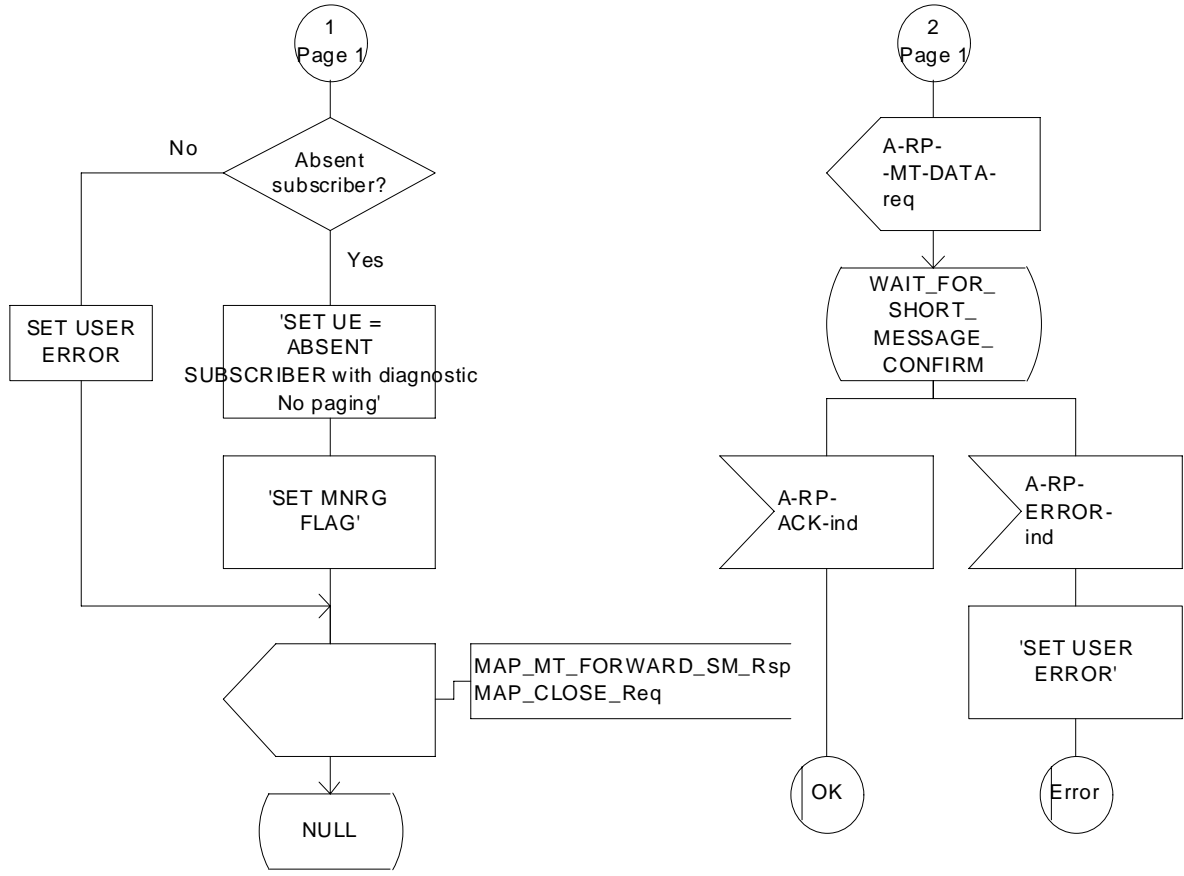 1
Page 1
No
Absent
subscriber?
Yes
SET USER
ERROR
'SET UE =
ABSENT
SUBSCRIBER with diagnostic
No paging'
'SET MNRG
FLAG'
MAP_MT_FORWARD_SM_Rsp
MAP_CLOSE_Req
NULL
2
Page 1
A-RP-
-MT-DATA-
req
WAIT_FOR_
SHORT_
MESSAGE_
CONFIRM
A-RP-
ACK-ind
A-RP-
ERROR-
ind
'SET USER
ERROR'
OK
Error